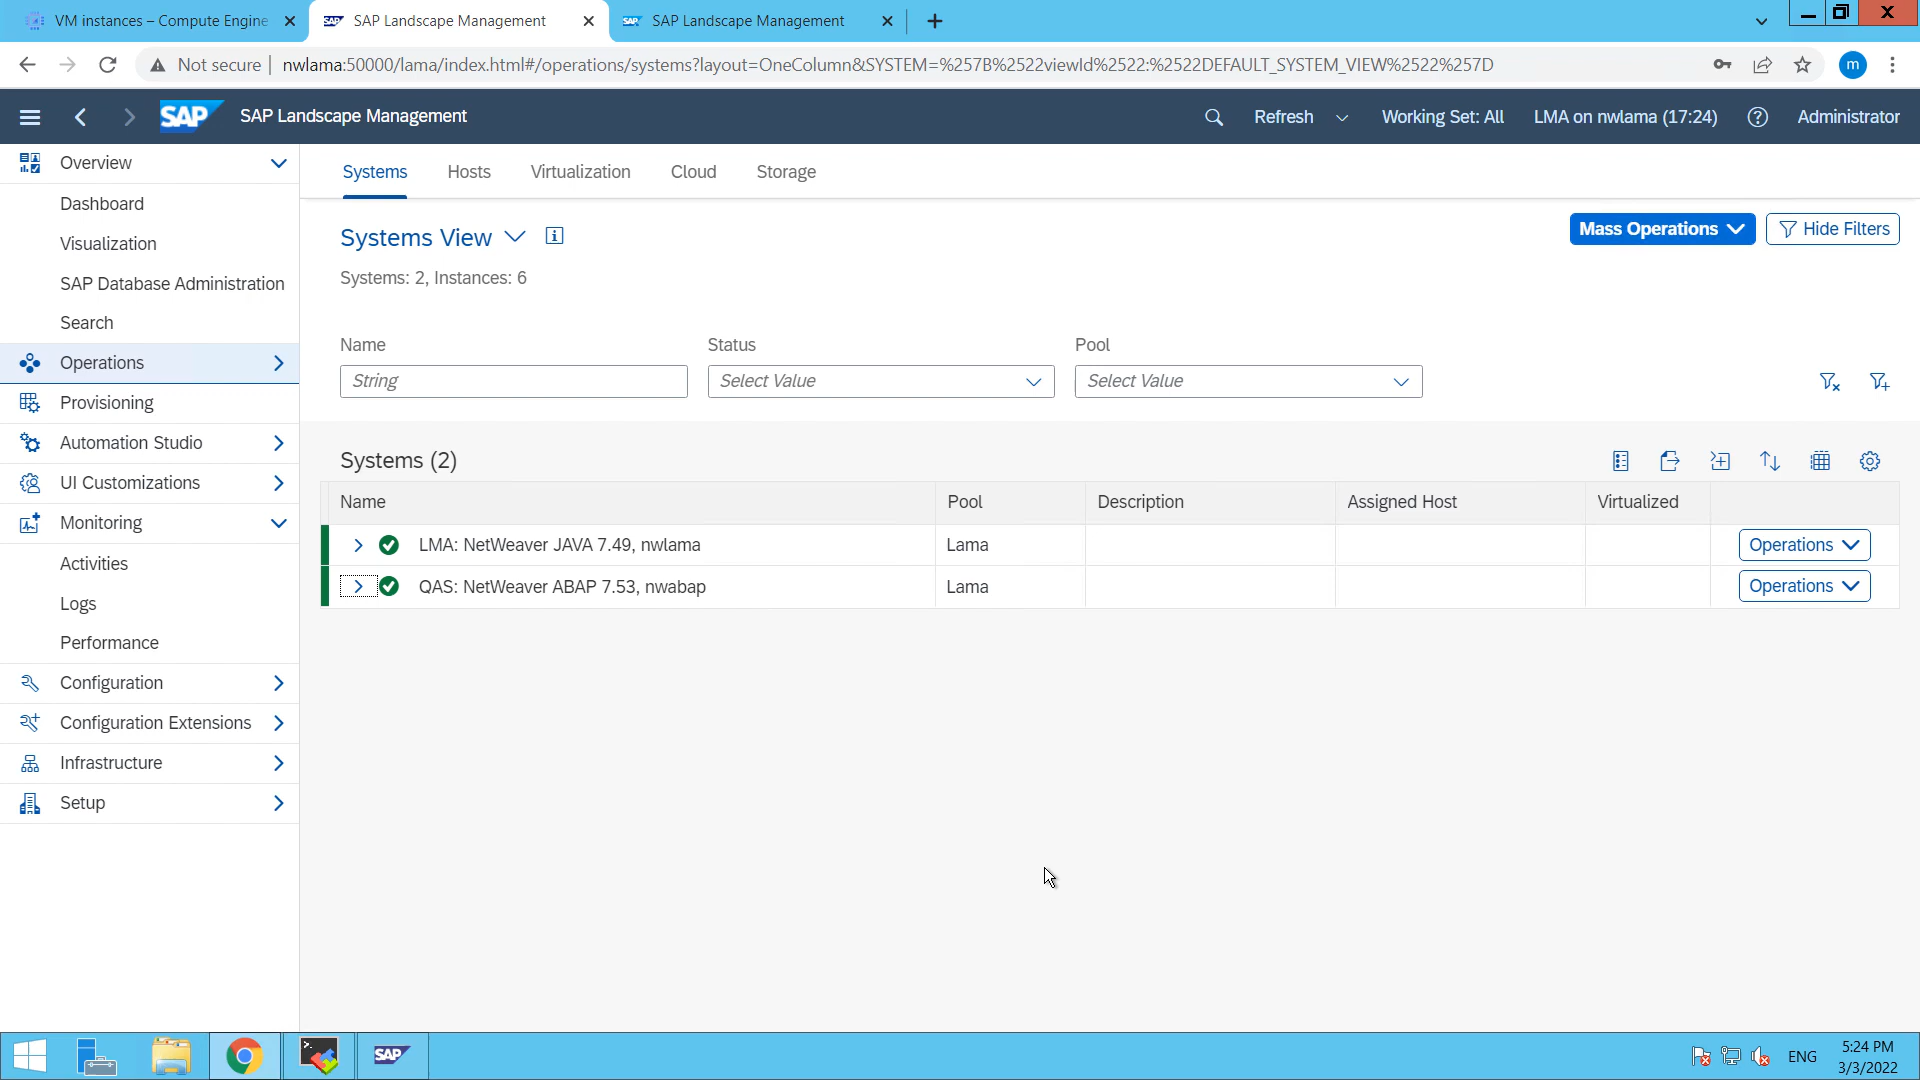 VM instances – Compute Engine
SAP Landscape Management
SAP Landscape Management
Not secure
nwlama:50000/lama/index.html#/operations/systems?layout=OneColumn&SYSTEM=%257B%2522viewId%2522:%2522DEFAULT_SYSTEM_VIEW%2522%257D
m
SAP
SAP Landscape Management
Refresh
Working Set: All
LMA on nwlama (17:24)
Administrator
Overview
Dashboard
Visualization
SAP Database Administration
Search
Operations
Provisioning
Automation Studio
UI Customizations
Monitoring
Activities
Logs
Performance
Configuration
Configuration Extensions
Infrastructure
Setup
Systems
Hosts
Virtualization
Cloud
Storage
Systems View
Mass Operations
Hide Filters
Systems: 2, Instances: 6
Name
Status
Pool
String
Select Value
Select Value
Systems (2)
Name
Pool
Description
Assigned Host
Virtualized
LMA: NetWeaver JAVA 7.49, nwlama
Lama
Operations
QAS: NetWeaver ABAP 7.53, nwabap
Lama
Operations
SAP
ENG
5:24 PM
3/3/2022